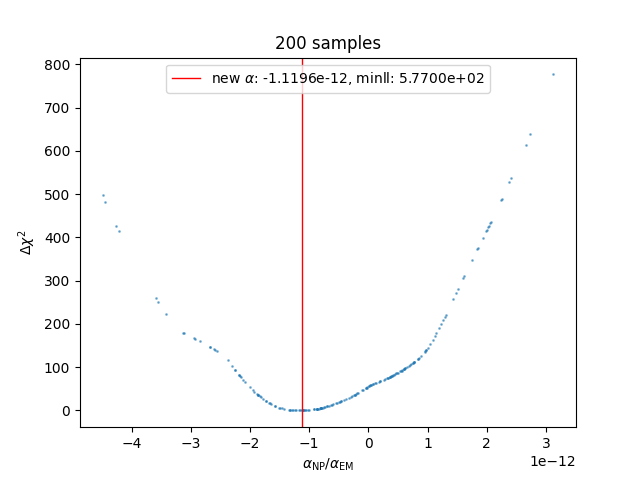 200 samples
new α: -1.1196e-12, minll: 5.7700e+02
800
700
600
500
400
300
200
100
0
Δχ²
−4 −3 −2 −1 0 1 2 3
1e−12
α_NP/α_EM